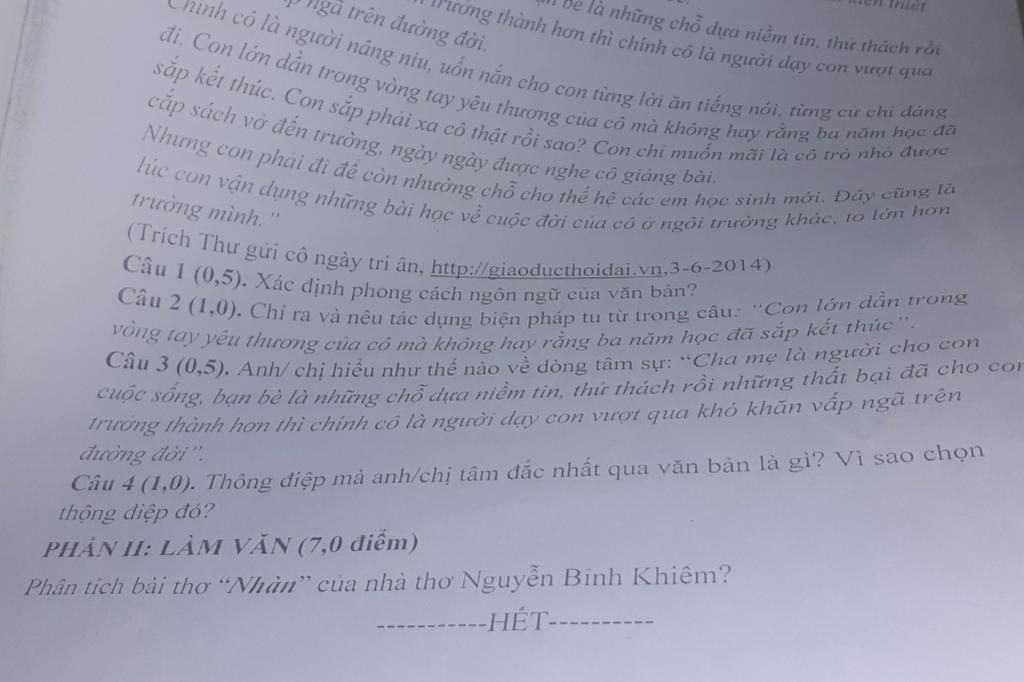 bè là những chỗ dựa niềm tin, thử thách rồi
trưởng thành hơn thì chính cô là người dạy con vượt qua
ngã trên đường đời.
Chính cô là người nâng niu, uốn nắn cho con từng lời ăn tiếng nói, từng cử chỉ dáng
đi. Con lớn dần trong vòng tay yêu thương của cô mà không hay rằng ba năm học đã
sắp kết thúc. Con sắp phải xa cô thật rồi sao? Con chỉ muốn mãi là cô trò nhỏ được
cắp sách vở đến trường, ngày ngày được nghe cô giảng bài.
Nhưng con phải đi để còn nhường chỗ cho thế hệ các em học sinh mới. Đây cũng là
lúc con vận dụng những bài học về cuộc đời của cô ở ngôi trường khác, to lớn hơn
trường mình."
(Trích Thư gửi cô ngày tri ân, http://giaoducthoidai.vn,3-6-2014)
Câu 1 (0,5). Xác định phong cách ngôn ngữ của văn bản?
Câu 2 (1,0). Chỉ ra và nêu tác dụng biện pháp tu từ trong câu: "Con lớn dần trong
vòng tay yêu thương của cô mà không hay rằng ba năm học đã sắp kết thúc".
Câu 3 (0,5). Anh/ chị hiểu như thế nào về dòng tâm sự: "Cha mẹ là người cho con
cuộc sống, bạn bè là những chỗ dựa niềm tin, thử thách rồi những thất bại đã cho con
trưởng thành hơn thì chính cô là người dạy con vượt qua khó khăn vấp ngã trên
đường đời".
Câu 4 (1,0). Thông điệp mà anh/chị tâm đắc nhất qua văn bản là gì? Vì sao chọn
thông điệp đó?
PHẦN II: LÀM VĂN (7,0 điểm)
Phân tích bài thơ "Nhàn" của nhà thơ Nguyễn Bỉnh Khiêm?
-----------HẾT----------